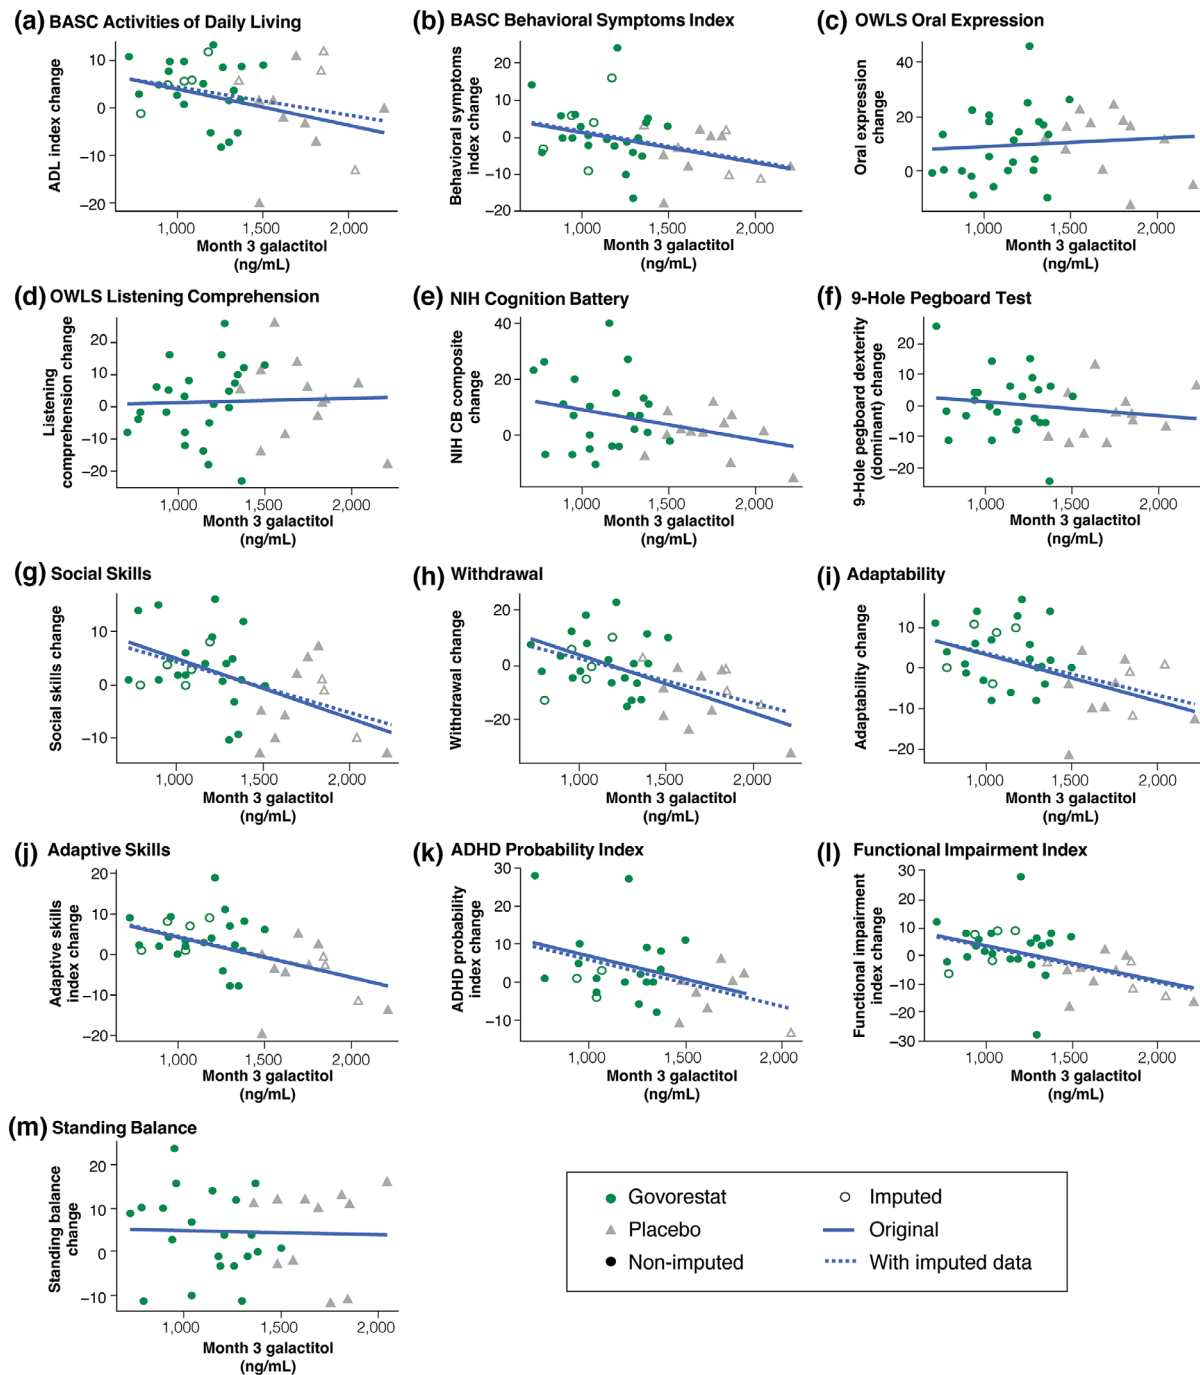 (a) BASC Activities of Daily Living
ADL index change
10
0
−10
−20
1,000 1,500 2,000
Month 3 galactitol
(ng/mL)
(b) BASC Behavioral Symptoms Index
Behavioral symptoms
index change
20
10
0
−10
−20
1,000 1,500 2,000
Month 3 galactitol
(ng/mL)
(c) OWLS Oral Expression
Oral expression
change
40
20
0
1,000 1,500 2,000
Month 3 galactitol
(ng/mL)
(d) OWLS Listening Comprehension
Listening
comprehension change
20
10
0
−10
−20
1,000 1,500 2,000
Month 3 galactitol
(ng/mL)
(e) NIH Cognition Battery
NIH CB composite
change
40
20
0
1,000 1,500 2,000
Month 3 galactitol
(ng/mL)
(f) 9-Hole Pegboard Test
9-Hole pegboard dexterity
(dominant) change
20
10
0
−10
−20
1,000 1,500 2,000
Month 3 galactitol
(ng/mL)
(g) Social Skills
Social skills change
10
0
−10
1,000 1,500 2,000
Month 3 galactitol
(ng/mL)
(h) Withdrawal
Withdrawal change
20
0
−20
1,000 1,500 2,000
Month 3 galactitol
(ng/mL)
(i) Adaptability
Adaptability change
20
10
0
−10
−20
1,000 1,500 2,000
Month 3 galactitol
(ng/mL)
(j) Adaptive Skills
Adaptive skills
index change
20
10
0
−10
−20
1,000 1,500 2,000
Month 3 galactitol
(ng/mL)
(k) ADHD Probability Index
ADHD probability
index change
30
20
10
0
−10
1,000 1,500 2,000
Month 3 galactitol
(ng/mL)
(l) Functional Impairment Index
Functional impairment
index change
30
20
10
0
−10
−20
−30
1,000 1,500 2,000
Month 3 galactitol
(ng/mL)
(m) Standing Balance
Standing balance
change
20
10
0
−10
1,000 1,500 2,000
Month 3 galactitol
(ng/mL)
Govorestat
Placebo
Non-imputed
Imputed
Original
With imputed data